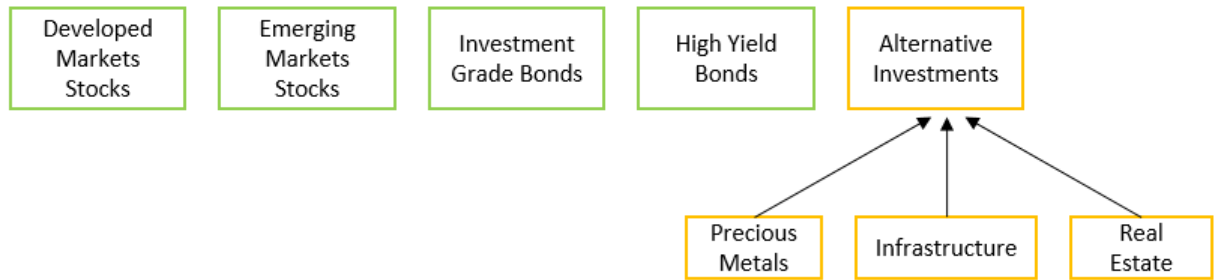 Developed
Markets
Stocks
Emerging
Markets
Stocks
Investment
Grade Bonds
High Yield
Bonds
Alternative
Investments
Precious
Metals
Infrastructure
Real
Estate